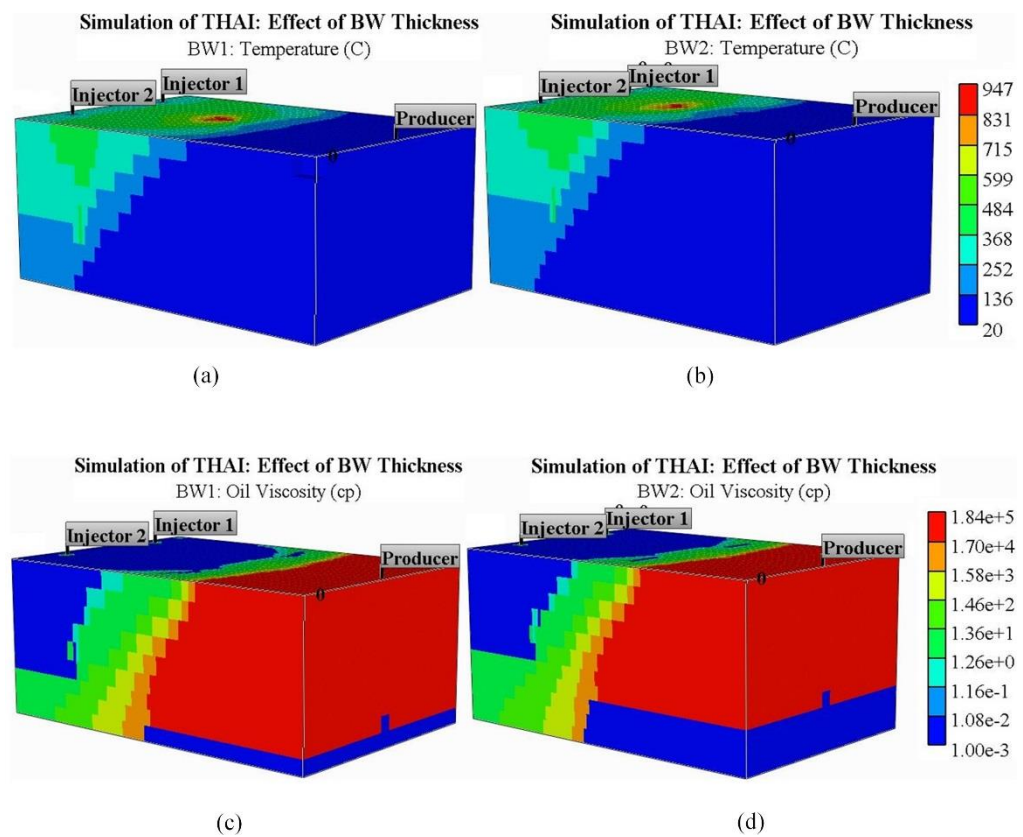 Simulation of THAI: Effect of BW Thickness
BW1: Temperature (C)
Injector 1
Injector 2
Producer
0
(a)
Simulation of THAI: Effect of BW Thickness
BW2: Temperature (C)
Injector 1
Injector 2
Producer
0
947
831
715
599
484
368
252
136
20
(b)
Simulation of THAI: Effect of BW Thickness
BW1: Oil Viscosity (cp)
Injector 1
Injector 2
Producer
0
(c)
Simulation of THAI: Effect of BW Thickness
BW2: Oil Viscosity (cp)
Injector 1
Injector 2
Producer
0
1.84e+5
1.70e+4
1.58e+3
1.46e+2
1.36e+1
1.26e+0
1.16e-1
1.08e-2
1.00e-3
(d)